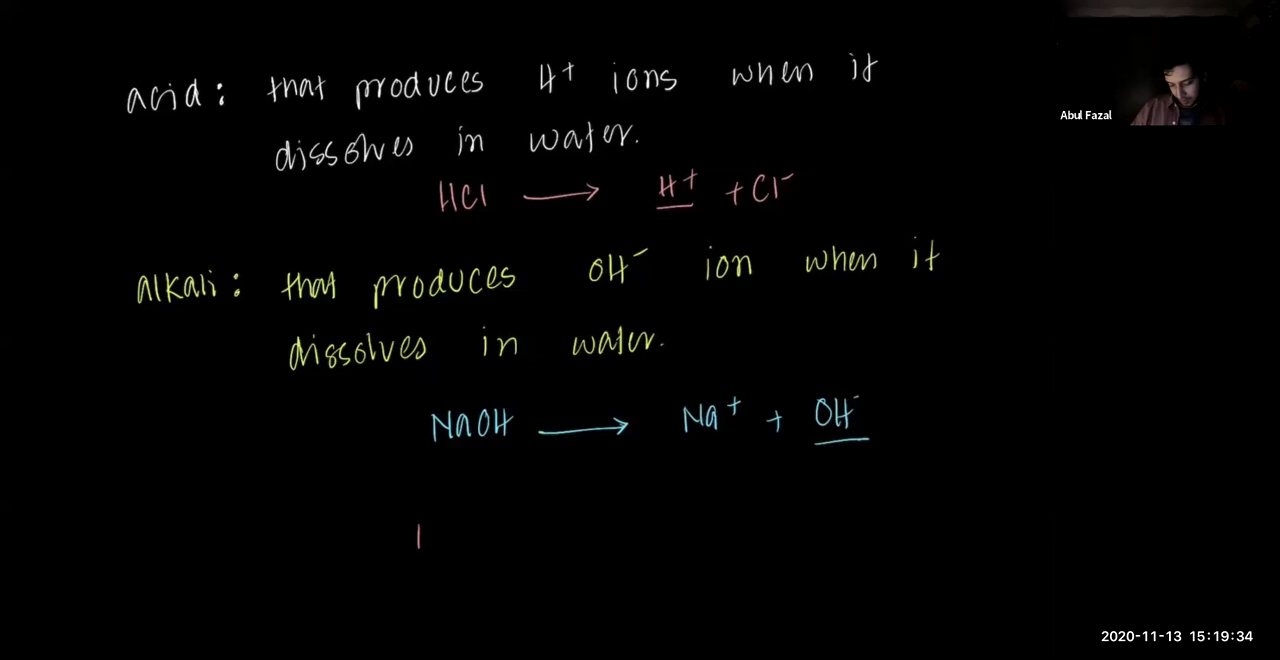 acid: that produces H⁺ ions when it
dissolves in water.
HCl ⟶ H⁺ + Cl⁻
alkali: that produces OH⁻ ion when it
dissolves in water.
NaOH ⟶ Na⁺ + OH⁻
Abul Fazal
2020-11-13 15:19:34